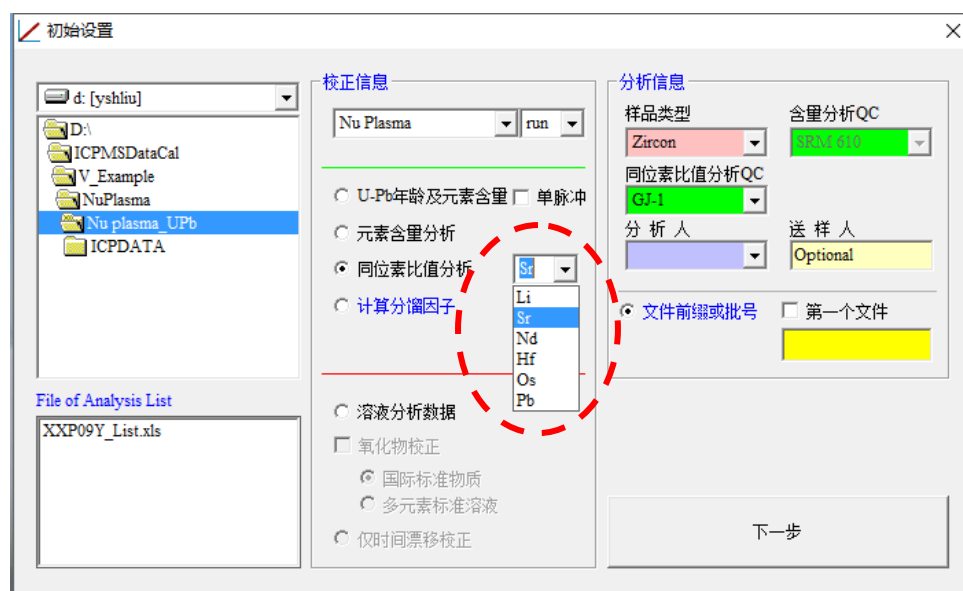 初始设置
d: [yshliu]
D:\
ICPMSDataCal
V_Example
NuPlasma
Nu plasma_UPb
ICPDATA
File of Analysis List
XXP09Y_List.xls
校正信息
Nu Plasma run
U-Pb年龄及元素含量 单脉冲
元素含量分析
同位素比值分析 Sr
Li
Sr
Nd
Hf
Os
Pb
计算分馏因子
溶液分析数据
氧化物校正
国际标准物质
多元素标准溶液
仅时间漂移校正
分析信息
样品类型 含量分析QC
Zircon SRM 610
同位素比值分析QC
GJ-1
分 析 人 送 样 人
Optional
文件前缀或批号 第一个文件
下一步